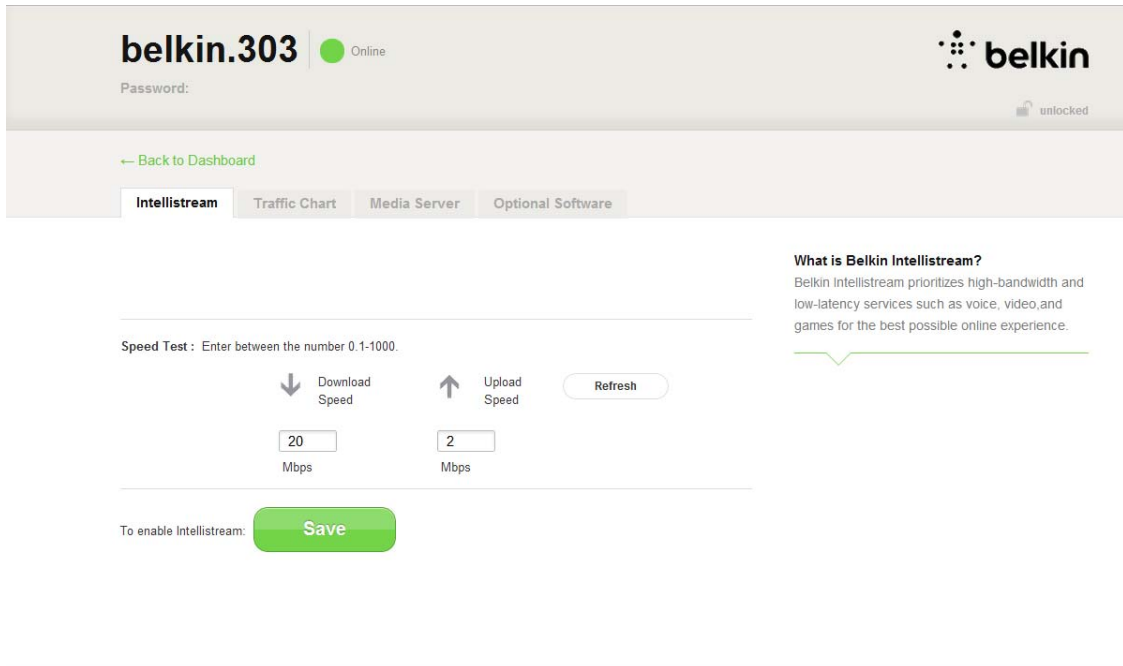 belkin.303
Online
belkin
Password:
unlocked
← Back to Dashboard
Intellistream
Traffic Chart
Media Server
Optional Software
What is Belkin Intellistream?
Belkin Intellistream prioritizes high-bandwidth and
low-latency services such as voice, video,and
games for the best possible online experience.
Speed Test : Enter between the number 0.1-1000.
Download
Speed
Upload
Speed
Refresh
20
2
Mbps
Mbps
To enable Intellistream:
Save